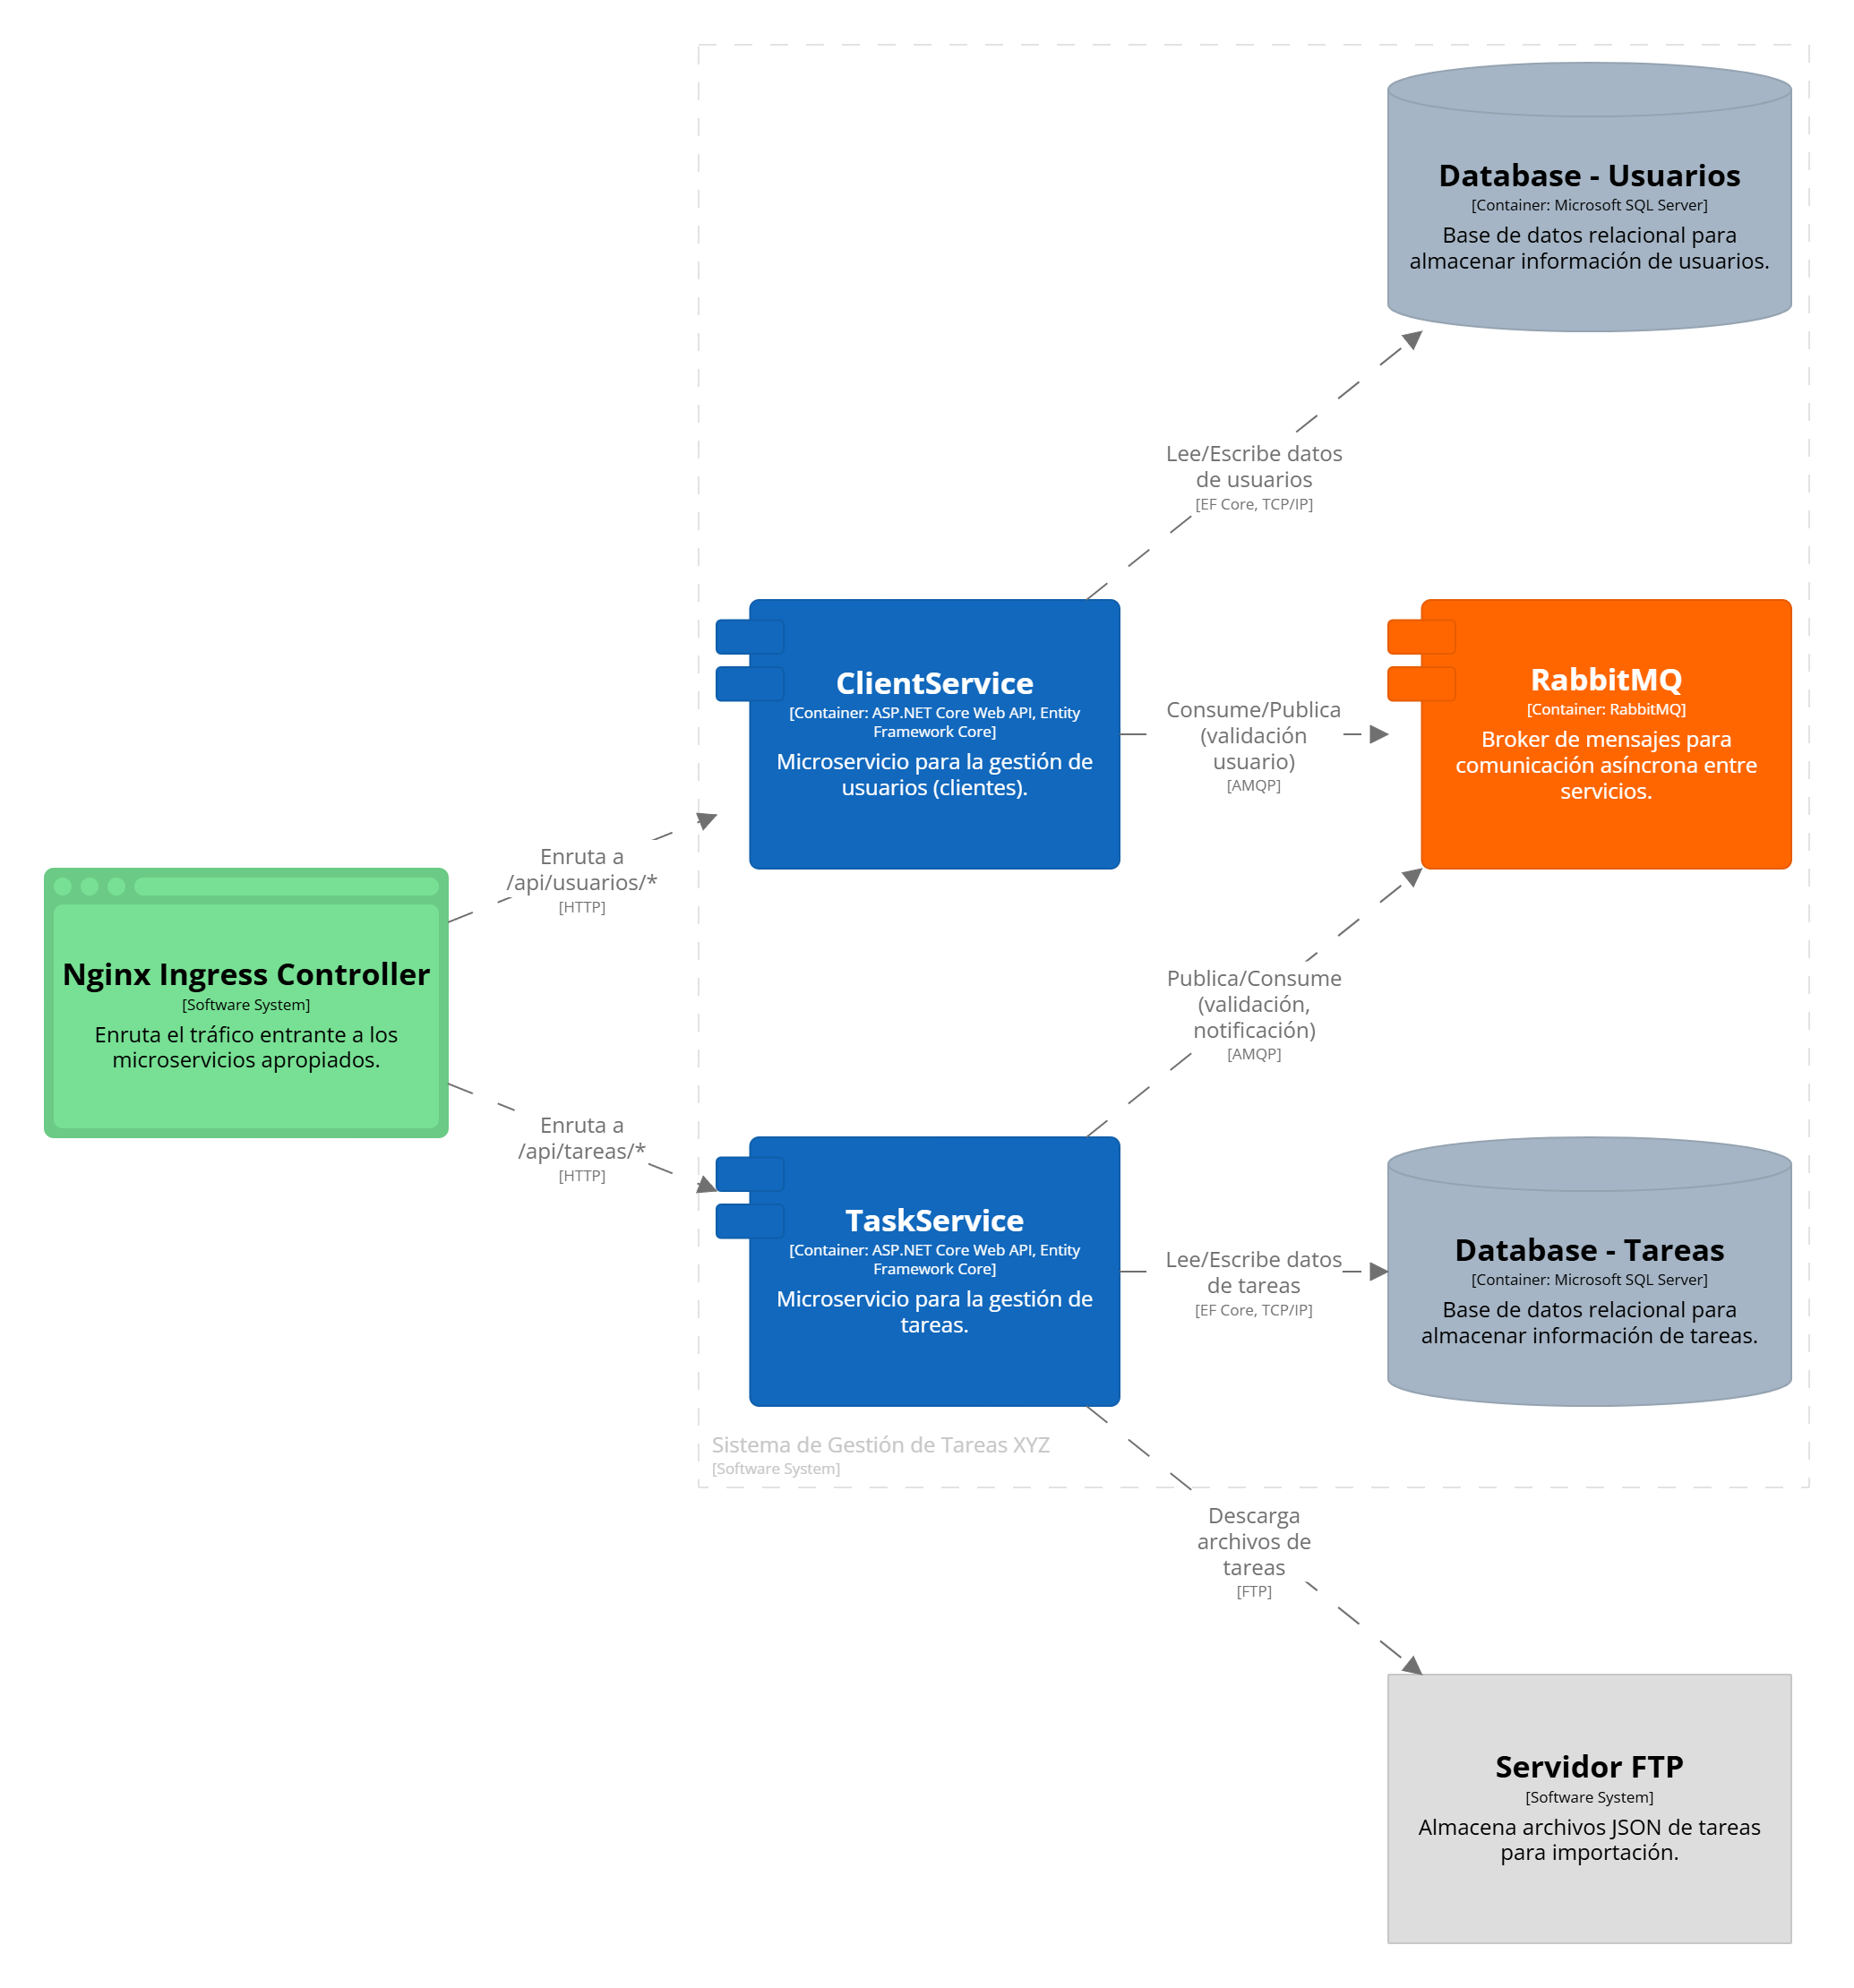 Database - Usuarios
[Container: Microsoft SQL Server]
Base de datos relacional para
almacenar información de usuarios.
Lee/Escribe datos
de usuarios
[EF Core, TCP/IP]
ClientService
[Container: ASP.NET Core Web API, Entity
Framework Core]
Microservicio para la gestión de
usuarios (clientes).
Consume/Publica
(validación
usuario)
[AMQP]
RabbitMQ
[Container: RabbitMQ]
Broker de mensajes para
comunicación asíncrona entre
servicios.
Enruta a
/api/usuarios/*
[HTTP]
Nginx Ingress Controller
[Software System]
Enruta el tráfico entrante a los
microservicios apropiados.
Publica/Consume
(validación,
notificación)
[AMQP]
Enruta a
/api/tareas/*
[HTTP]
TaskService
[Container: ASP.NET Core Web API, Entity
Framework Core]
Microservicio para la gestión de
tareas.
Lee/Escribe datos
de tareas
[EF Core, TCP/IP]
Database - Tareas
[Container: Microsoft SQL Server]
Base de datos relacional para
almacenar información de tareas.
Sistema de Gestión de Tareas XYZ
[Software System]
Descarga
archivos de
tareas
[FTP]
Servidor FTP
[Software System]
Almacena archivos JSON de tareas
para importación.